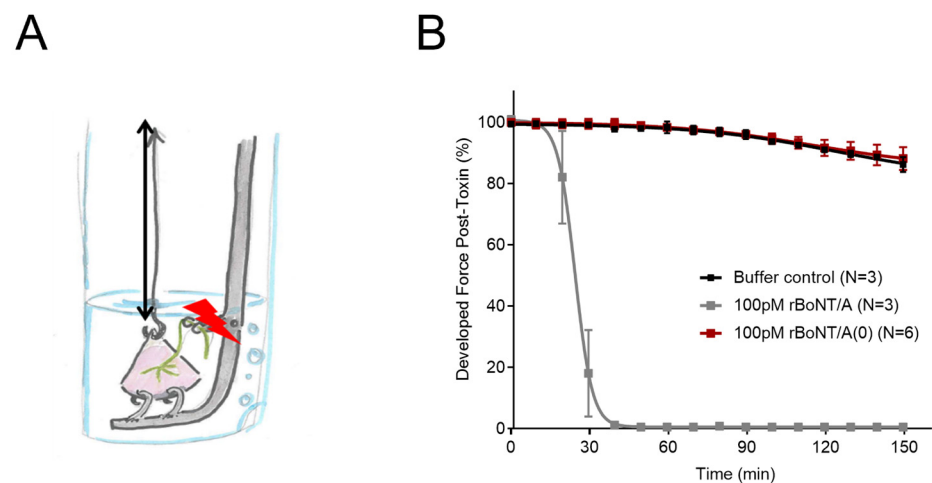 A
B
Developed Force Post-Toxin (%)
100
80
60
40
20
0
0 30 60 90 120 150
Time (min)
Buffer control (N=3)
100pM rBoNT/A (N=3)
100pM rBoNT/A(0) (N=6)